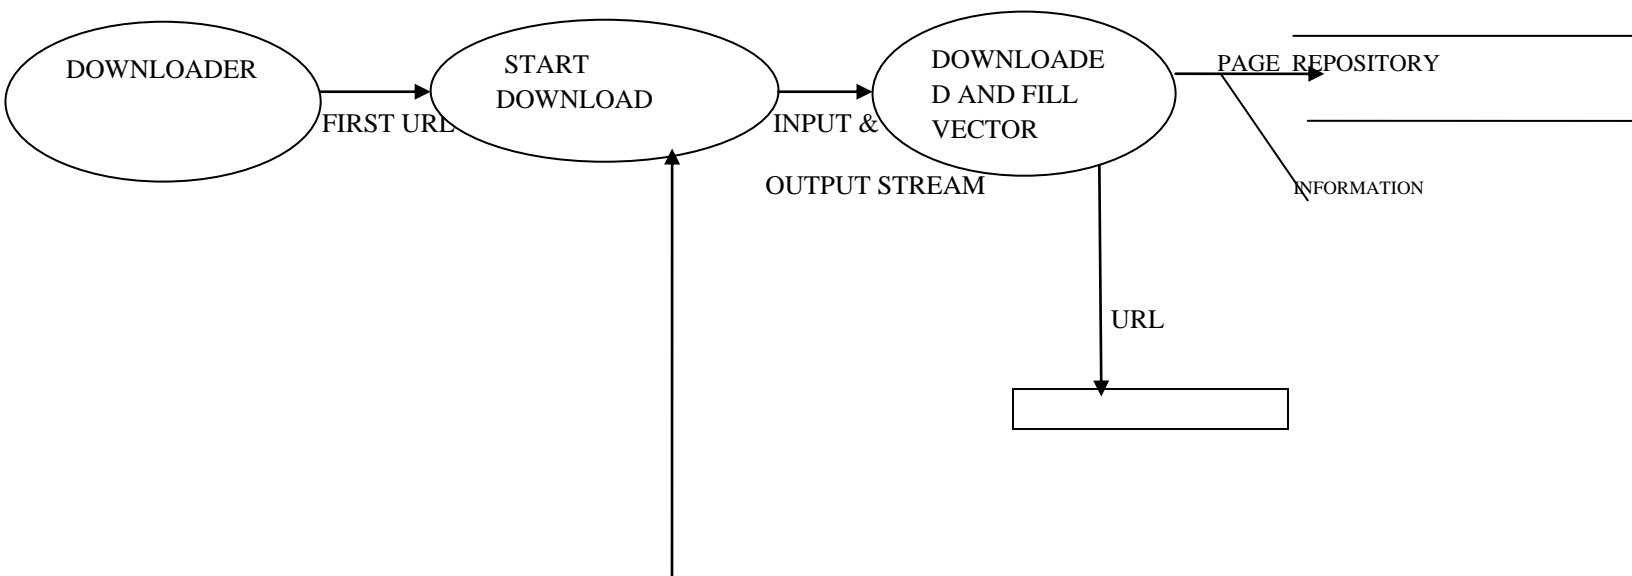 DOWNLOADER
FIRST URL
START
DOWNLOAD
INPUT &
OUTPUT STREAM
DOWNLOADE
D AND FILL
VECTOR
PAGE REPOSITORY
INFORMATION
URL